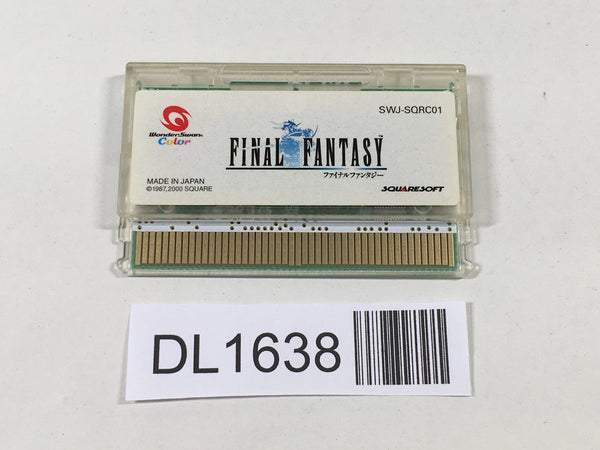 WonderSwan
Color
SWJ-SQRC01
FINAL FANTASY™
ファイナルファンタジー
MADE IN JAPAN
©1987,2000 SQUARE
SQUARESOFT
DL1638